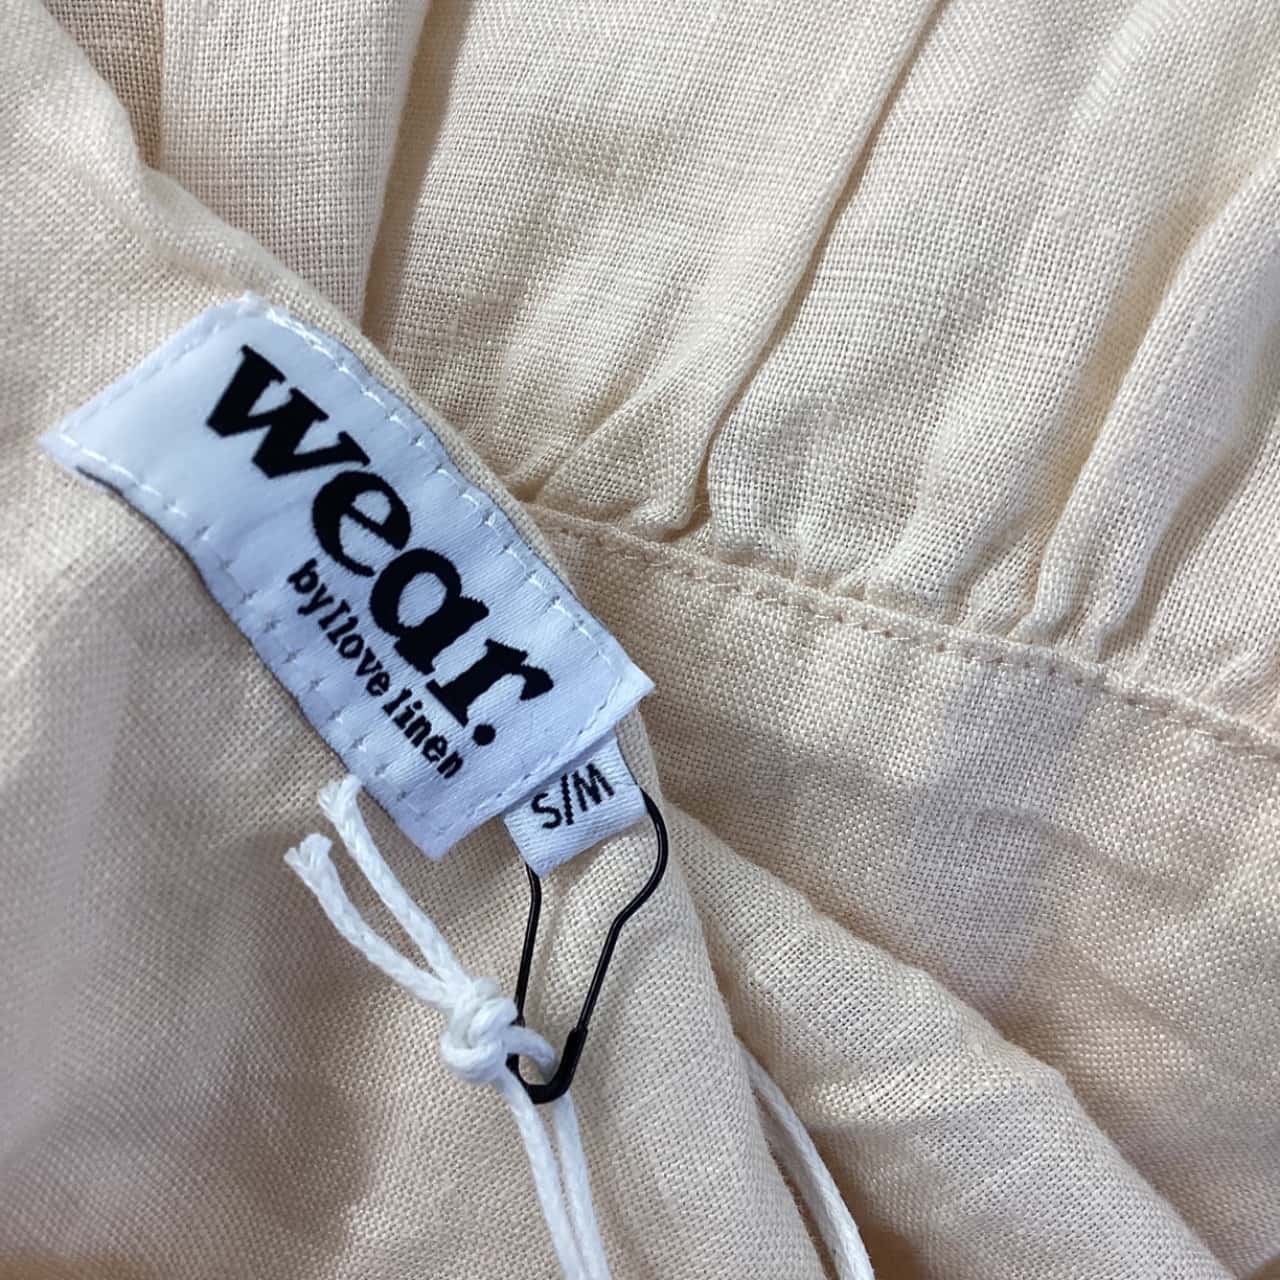 wear.
by I love linen
S/M